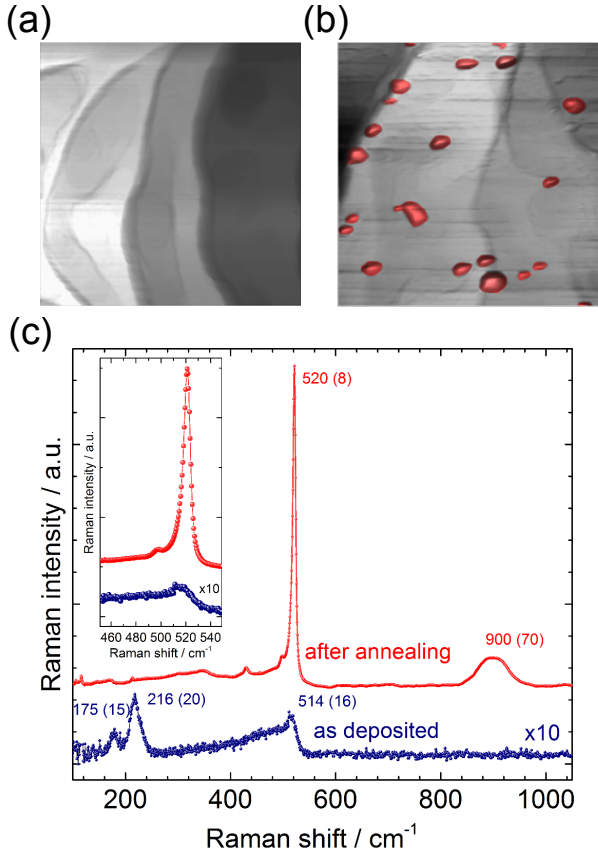 (a)
(b)
(c)
520 (8)
Raman intensity / a.u.
x10
460 480 500 520 540
Raman shift / cm-1
after annealing
900 (70)
175 (15)
216 (20)
514 (16)
as deposited
x10
Raman intensity / a.u.
200 400 600 800 1000
Raman shift / cm-1